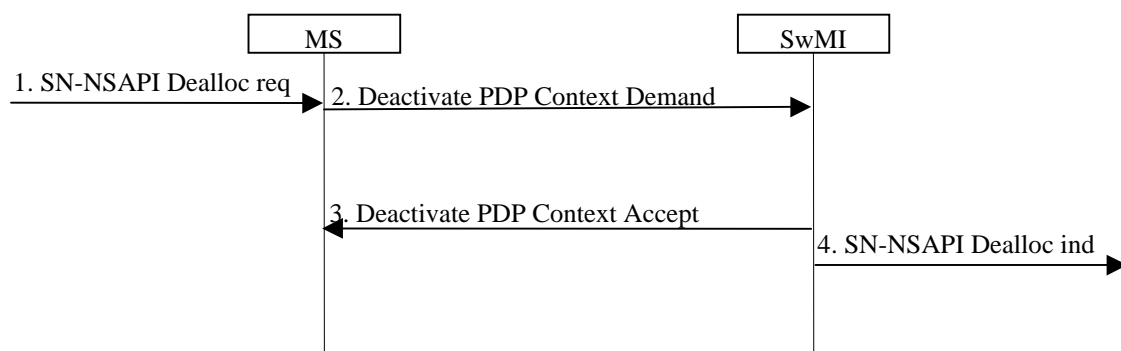 MS
SwMI
1. SN-NSAPI Dealloc req
2. Deactivate PDP Context Demand
3. Deactivate PDP Context Accept
4. SN-NSAPI Dealloc ind